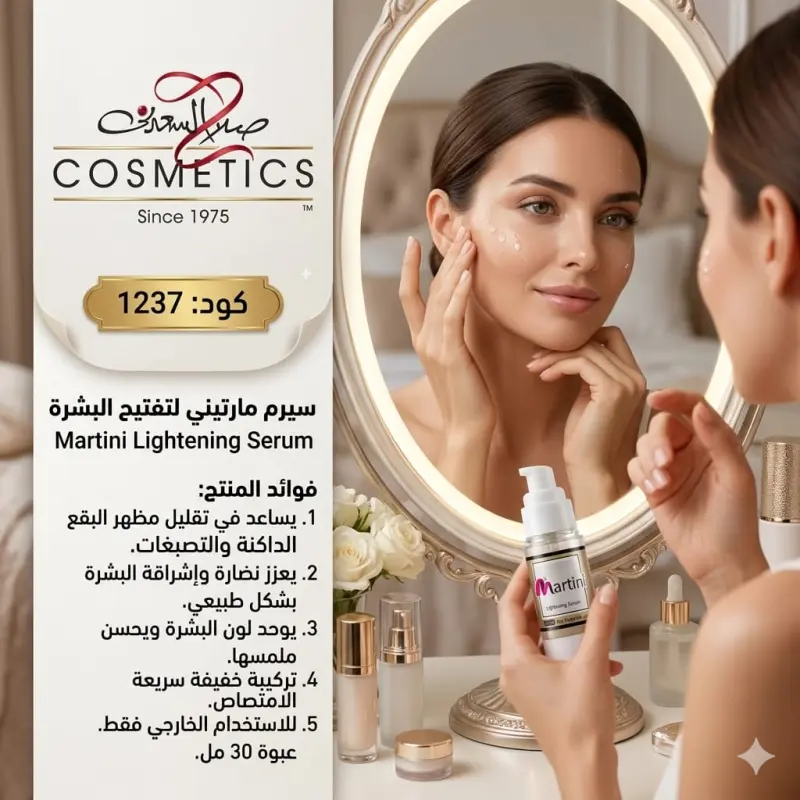 COSMETICS
Since 1975
TM
كود: 1237
سيرم مارتيني لتفتيح البشرة
Martini Lightening Serum
فوائد المنتج:
1. يساعد في تقليل مظهر البقع
الداكنة والتصبغات.
2. يعزز نضارة وإشراقة البشرة
بشكل طبيعي.
3. يوحد لون البشرة ويحسن
ملمسها.
4. تركيبة خفيفة سريعة
الامتصاص.
5. للاستخدام الخارجي فقط.
عبوة 30 مل.
Martini
Lightening Serum